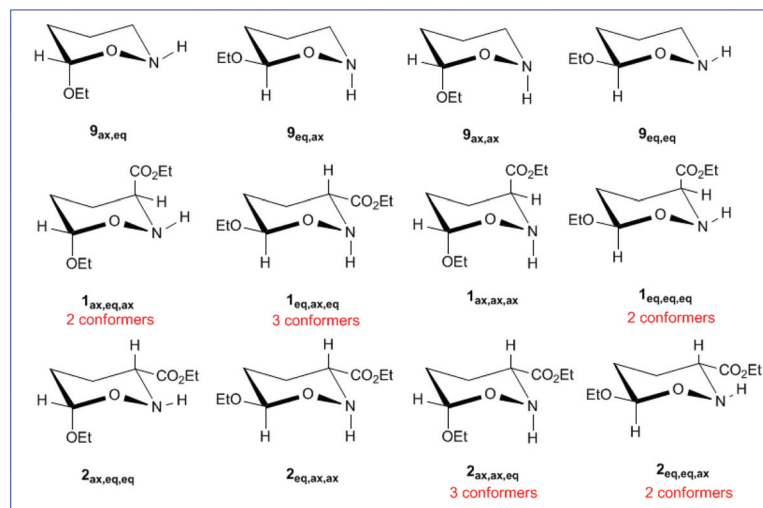 H O N H
OEt
9ax,eq
EtO O N
H H
9eq,ax
H O N
OEt H
9ax,ax
EtO O N H
H
9eq,eq
CO2Et
H
H O N H
OEt
1ax,eq,ax
2 conformers
H
CO2Et
EtO O N
H H
1eq,ax,eq
3 conformers
CO2Et
H
H O N
OEt H
1ax,ax,ax
CO2Et
H
EtO O N H
H
1eq,eq,eq
2 conformers
H
CO2Et
H O N H
OEt
2ax,eq,eq
H
CO2Et
EtO O N
H H
2eq,ax,ax
H
CO2Et
H O N
OEt H
2ax,ax,eq
3 conformers
H
CO2Et
EtO O N H
H
2eq,eq,ax
2 conformers